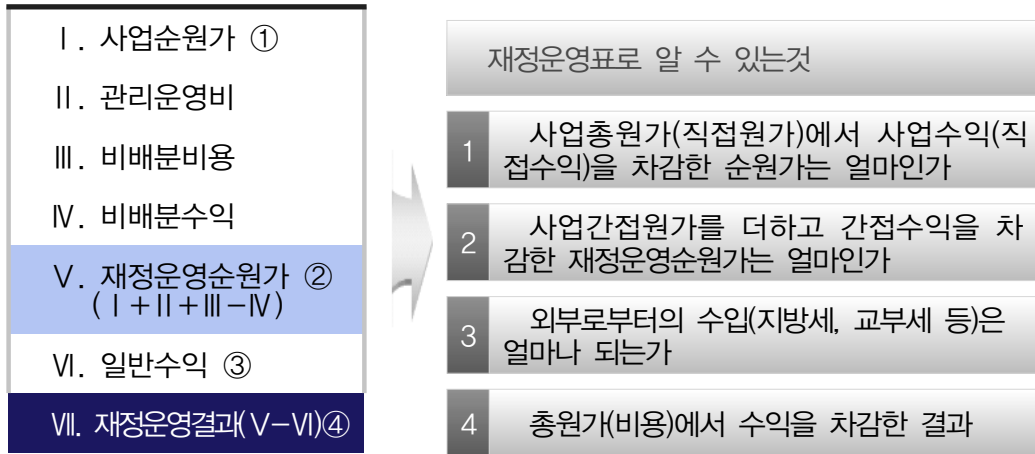 Ⅰ. 사업순원가 ①
Ⅱ. 관리운영비
Ⅲ. 비배분비용
Ⅳ. 비배분수익
Ⅴ. 재정운영순원가 ②
(Ⅰ+Ⅱ+Ⅲ-Ⅳ)
Ⅵ. 일반수익 ③
Ⅶ. 재정운영결과(Ⅴ-Ⅵ)④
재정운영표로 알 수 있는것
1 사업총원가(직접원가)에서 사업수익(직
접수익)을 차감한 순원가는 얼마인가
2 사업간접원가를 더하고 간접수익을 차
감한 재정운영순원가는 얼마인가
3 외부로부터의 수입(지방세, 교부세 등)은
얼마나 되는가
4 총원가(비용)에서 수익을 차감한 결과